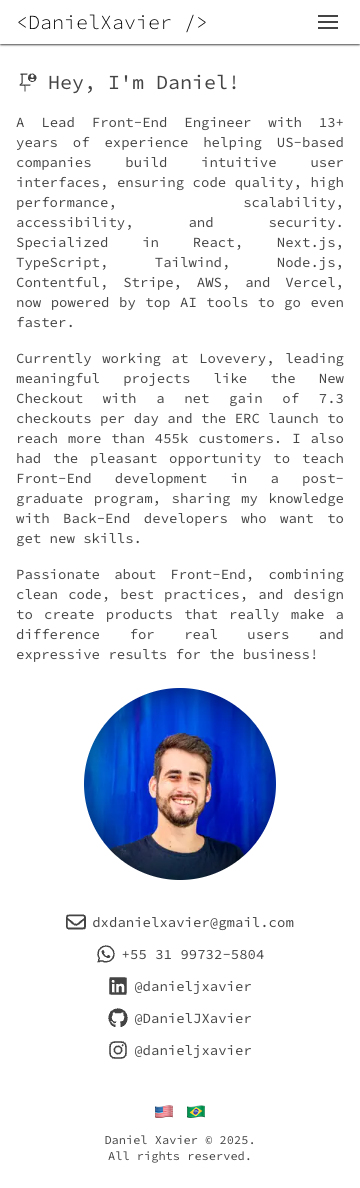 <DanielXavier />
Hey, I'm Daniel!
A Lead Front-End Engineer with 13+
years of experience helping US-based
companies build intuitive user
interfaces, ensuring code quality, high
performance, scalability,
accessibility, and security.
Specialized in React, Next.js,
TypeScript, Tailwind, Node.js,
Contentful, Stripe, AWS, and Vercel,
now powered by top AI tools to go even
faster.
Currently working at Lovevery, leading
meaningful projects like the New
Checkout with a net gain of 7.3
checkouts per day and the ERC launch to
reach more than 455k customers. I also
had the pleasant opportunity to teach
Front-End development in a post-
graduate program, sharing my knowledge
with Back-End developers who want to
get new skills.
Passionate about Front-End, combining
clean code, best practices, and design
to create products that really make a
difference for real users and
expressive results for the business!
dxdanielxavier@gmail.com
+55 31 99732-5804
@danieljxavier
@DanielJXavier
@danieljxavier
Daniel Xavier © 2025.
All rights reserved.